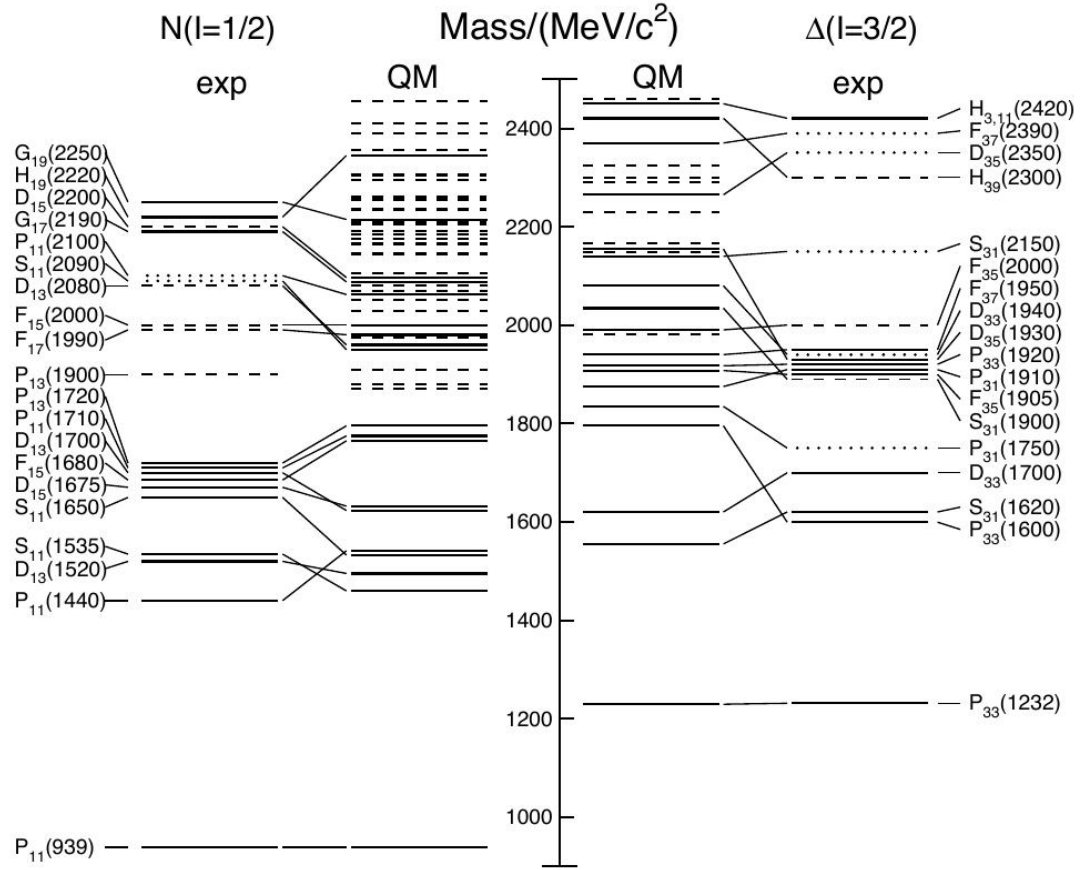 N(I=1/2) Mass/(MeV/c²) Δ(I=3/2)
exp QM QM exp
G₁₉(2250)
H₁₉(2220)
D₁₅(2200)
G₁₇(2190)
P₁₁(2100)
S₁₁(2090)
D₁₃(2080)
F₁₅(2000)
F₁₇(1990)
P₁₃(1900)
P₁₃(1720)
P₁₁(1710)
D₁₃(1700)
F₁₅(1680)
D₁₅(1675)
S₁₁(1650)
S₁₁(1535)
D₁₃(1520)
P₁₁(1440)
P₁₁(939)
2400
2200
2000
1800
1600
1400
1200
1000
H₃,₁₁(2420)
F₃₇(2390)
D₃₅(2350)
H₃₉(2300)
S₃₁(2150)
F₃₅(2000)
F₃₇(1950)
D₃₃(1940)
D₃₅(1930)
P₃₃(1920)
P₃₁(1910)
F₃₅(1905)
S₃₁(1900)
P₃₁(1750)
D₃₃(1700)
S₃₁(1620)
P₃₃(1600)
P₃₃(1232)